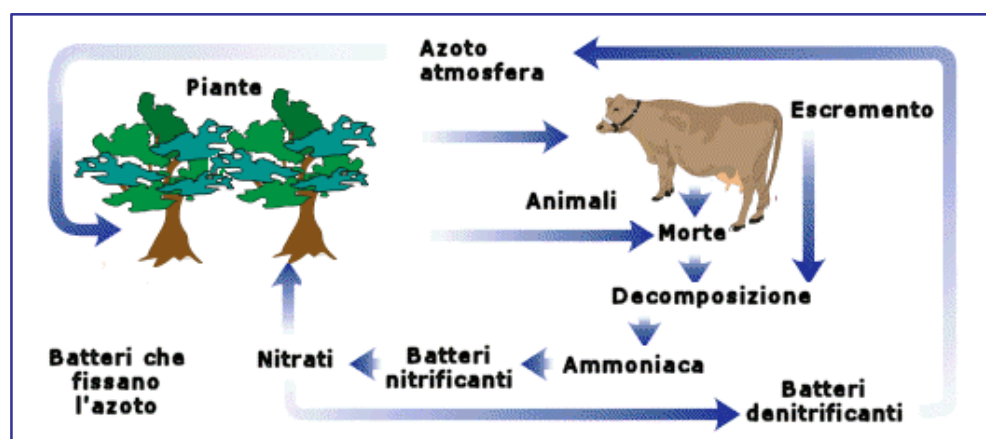 Azoto
atmosfera
Piante
Escremento
Animali
Morte
Decomposizione
Batteri che
fissano
l'azoto
Nitrati
Batteri
nitrificanti
Ammoniaca
Batteri
denitrificanti